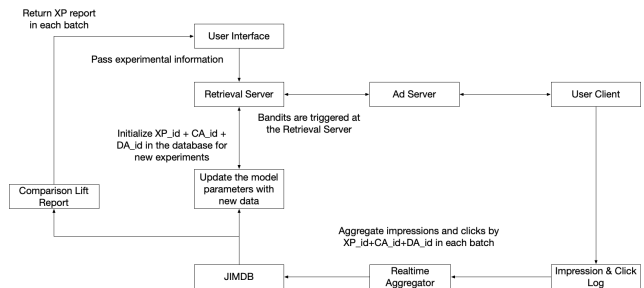 Return XP report
in each batch
User Interface
Pass experimental information
Retrieval Server
Ad Server
User Client
Bandits are triggered at
the Retrieval Server
Initialize XP_id + CA_id +
DA_id in the database for
new experiments
Comparison Lift
Report
Update the model
parameters with
new data
Aggregate impressions and clicks by
XP_id+CA_id+DA_id in each batch
JIMDB
Realtime
Aggregator
Impression & Click
Log